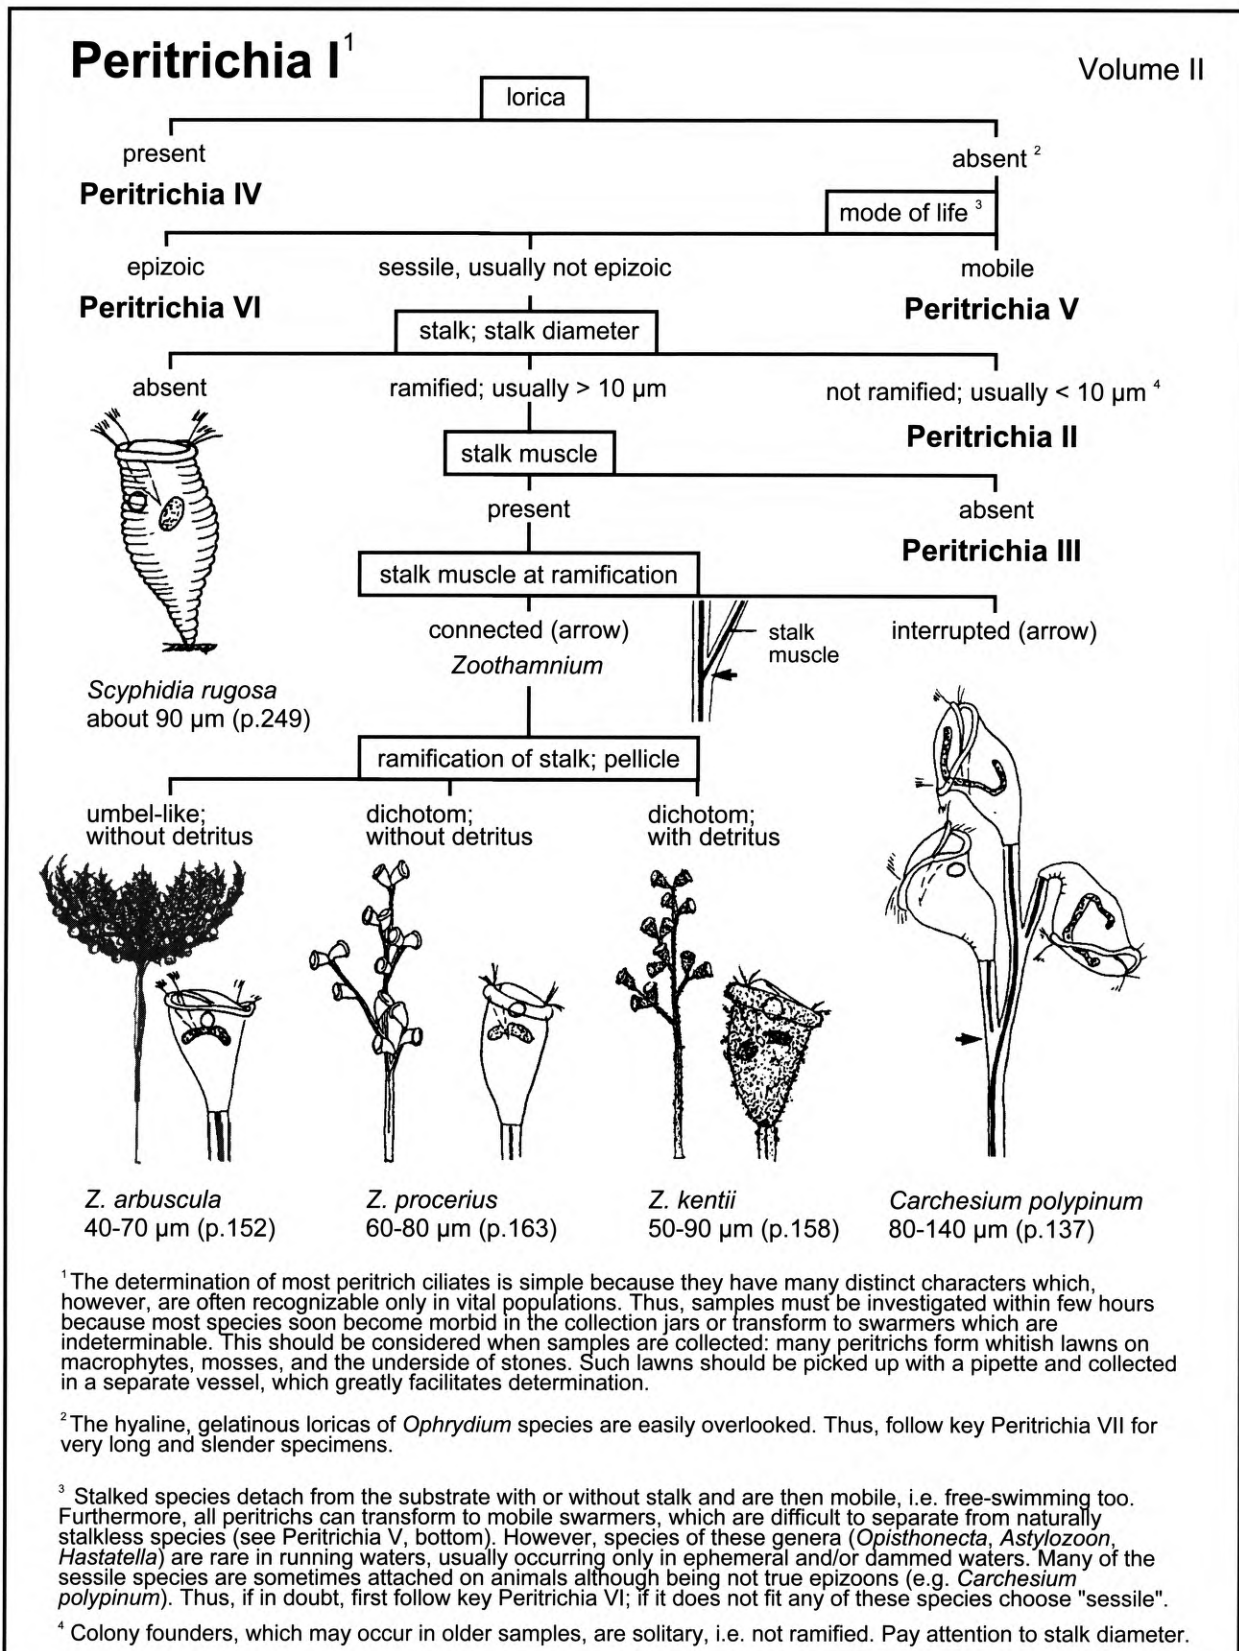 Peritrichia I¹
Volume II
lorica
present
absent ²
Peritrichia IV
mode of life ³
epizoic
sessile, usually not epizoic
mobile
Peritrichia VI
Peritrichia V
stalk; stalk diameter
absent
ramified; usually > 10 µm
not ramified; usually < 10 µm ⁴
Peritrichia II
stalk muscle
present
absent
Peritrichia III
stalk muscle at ramification
connected (arrow)
stalk
muscle
interrupted (arrow)
Zoothamnium
Scyphidia rugosa
about 90 µm (p.249)
ramification of stalk; pellicle
umbel-like;
without detritus
dichotom;
without detritus
dichotom;
with detritus
Z. arbuscula
40-70 µm (p.152)
Z. procerius
60-80 µm (p.163)
Z. kentii
50-90 µm (p.158)
Carchesium polypinum
80-140 µm (p.137)
¹ The determination of most peritrich ciliates is simple because they have many distinct characters which,
however, are often recognizable only in vital populations. Thus, samples must be investigated within few hours
because most species soon become morbid in the collection jars or transform to swarmers which are
indeterminable. This should be considered when samples are collected: many peritrichs form whitish lawns on
macrophytes, mosses, and the underside of stones. Such lawns should be picked up with a pipette and collected
in a separate vessel, which greatly facilitates determination.
² The hyaline, gelatinous loricas of Ophrydium species are easily overlooked. Thus, follow key Peritrichia VII for
very long and slender specimens.
³ Stalked species detach from the substrate with or without stalk and are then mobile, i.e. free-swimming too.
Furthermore, all peritrichs can transform to mobile swarmers, which are difficult to separate from naturally
stalkless species (see Peritrichia V, bottom). However, species of these genera (Opisthonecta, Astylozoon,
Hastatella) are rare in running waters, usually occurring only in ephemeral and/or dammed waters. Many of the
sessile species are sometimes attached on animals although being not true epizoons (e.g. Carchesium
polypinum). Thus, if in doubt, first follow key Peritrichia VI; if it does not fit any of these species choose "sessile".
⁴ Colony founders, which may occur in older samples, are solitary, i.e. not ramified. Pay attention to stalk diameter.